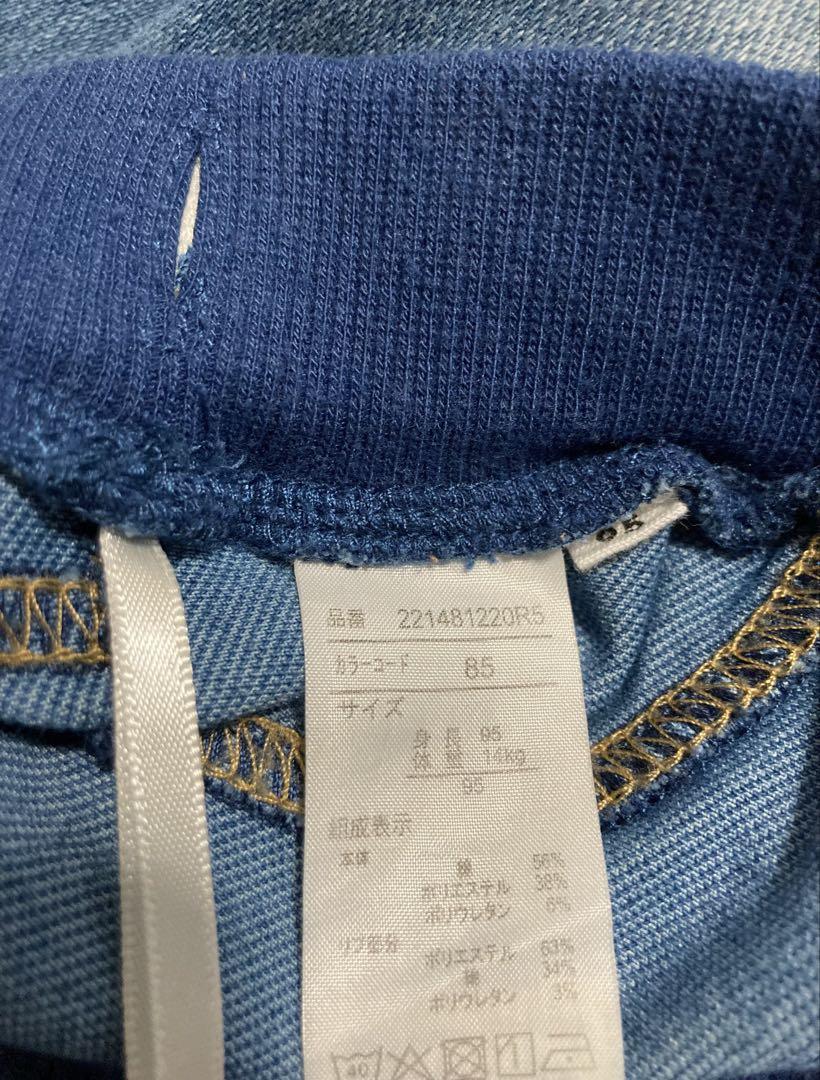 95
品番 221481220R5
カラーコード 85
サイズ
身長 95
体重 14kg
95
組成表示
本体 綿 56%
ポリエステル 38%
ポリウレタン 6%
リブ部分 ポリエステル 63%
綿 34%
ポリウレタン 3%
40